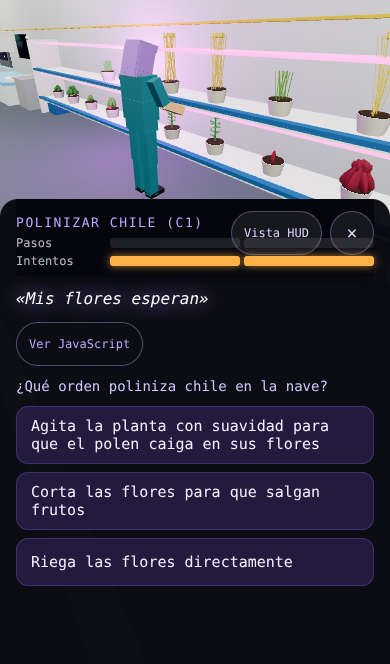 POLINIZAR CHILE (C1)
Vista HUD
×
Pasos
Intentos
«Mis flores esperan»
Ver JavaScript
¿Qué orden poliniza chile en la nave?
Agita la planta con suavidad para
que el polen caiga en sus flores
Corta las flores para que salgan
frutos
Riega las flores directamente